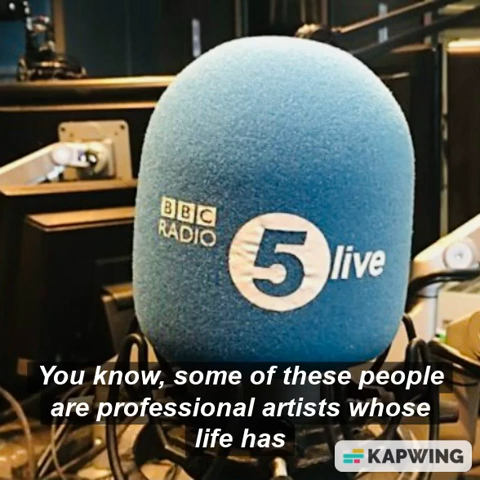 BBC
RADIO
5 live
You know, some of these people
are professional artists whose
life has
KAPWING